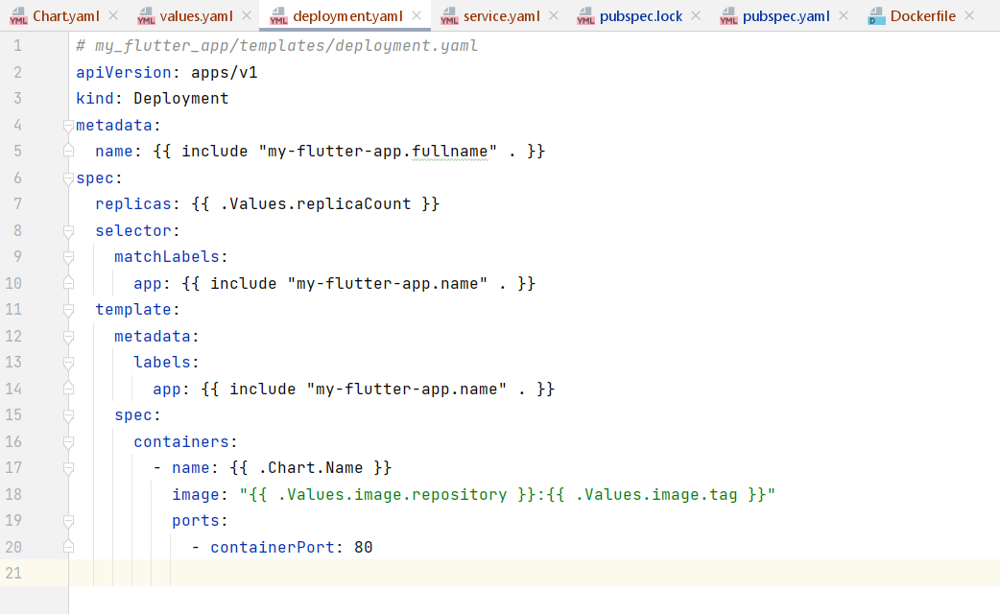 Chart.yaml values.yaml deployment.yaml service.yaml pubspec.lock pubspec.yaml Dockerfile
1 # my_flutter_app/templates/deployment.yaml
2 apiVersion: apps/v1
3 kind: Deployment
4 metadata:
5   name: {{ include "my-flutter-app.fullname" . }}
6 spec:
7   replicas: {{ .Values.replicaCount }}
8   selector:
9     matchLabels:
10       app: {{ include "my-flutter-app.name" . }}
11   template:
12     metadata:
13       labels:
14         app: {{ include "my-flutter-app.name" . }}
15     spec:
16       containers:
17         - name: {{ .Chart.Name }}
18           image: "{{ .Values.image.repository }}:{{ .Values.image.tag }}"
19           ports:
20             - containerPort: 80
21